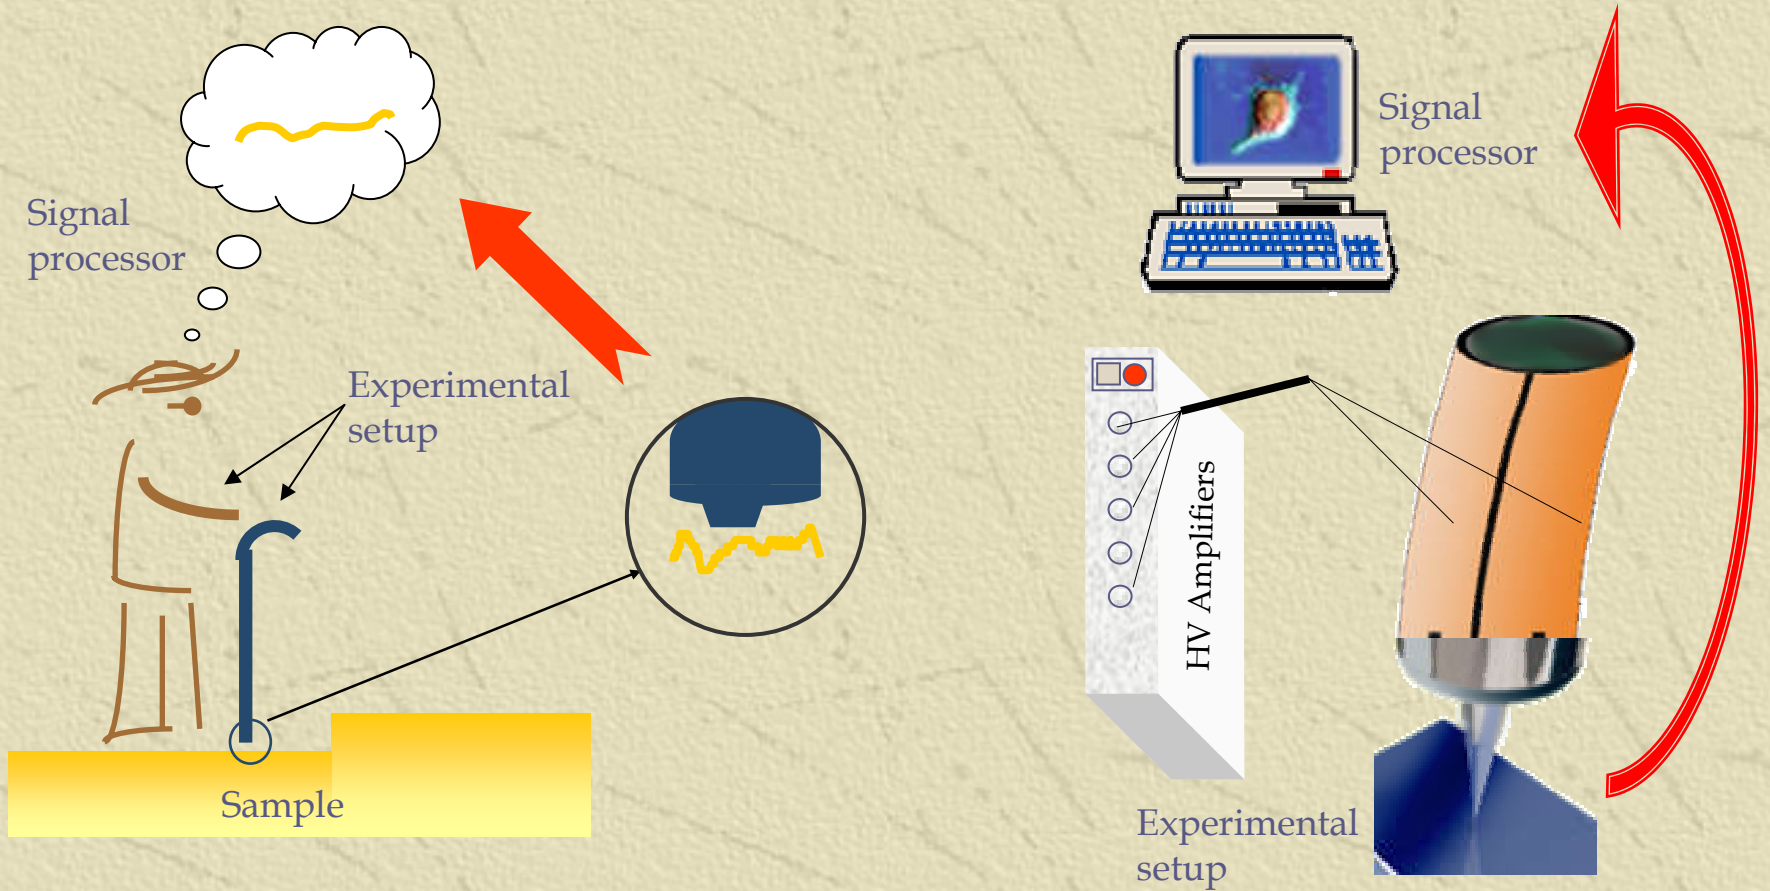 Signal
processor
Experimental
setup
Sample
Signal
processor
HV Amplifiers
Experimental
setup